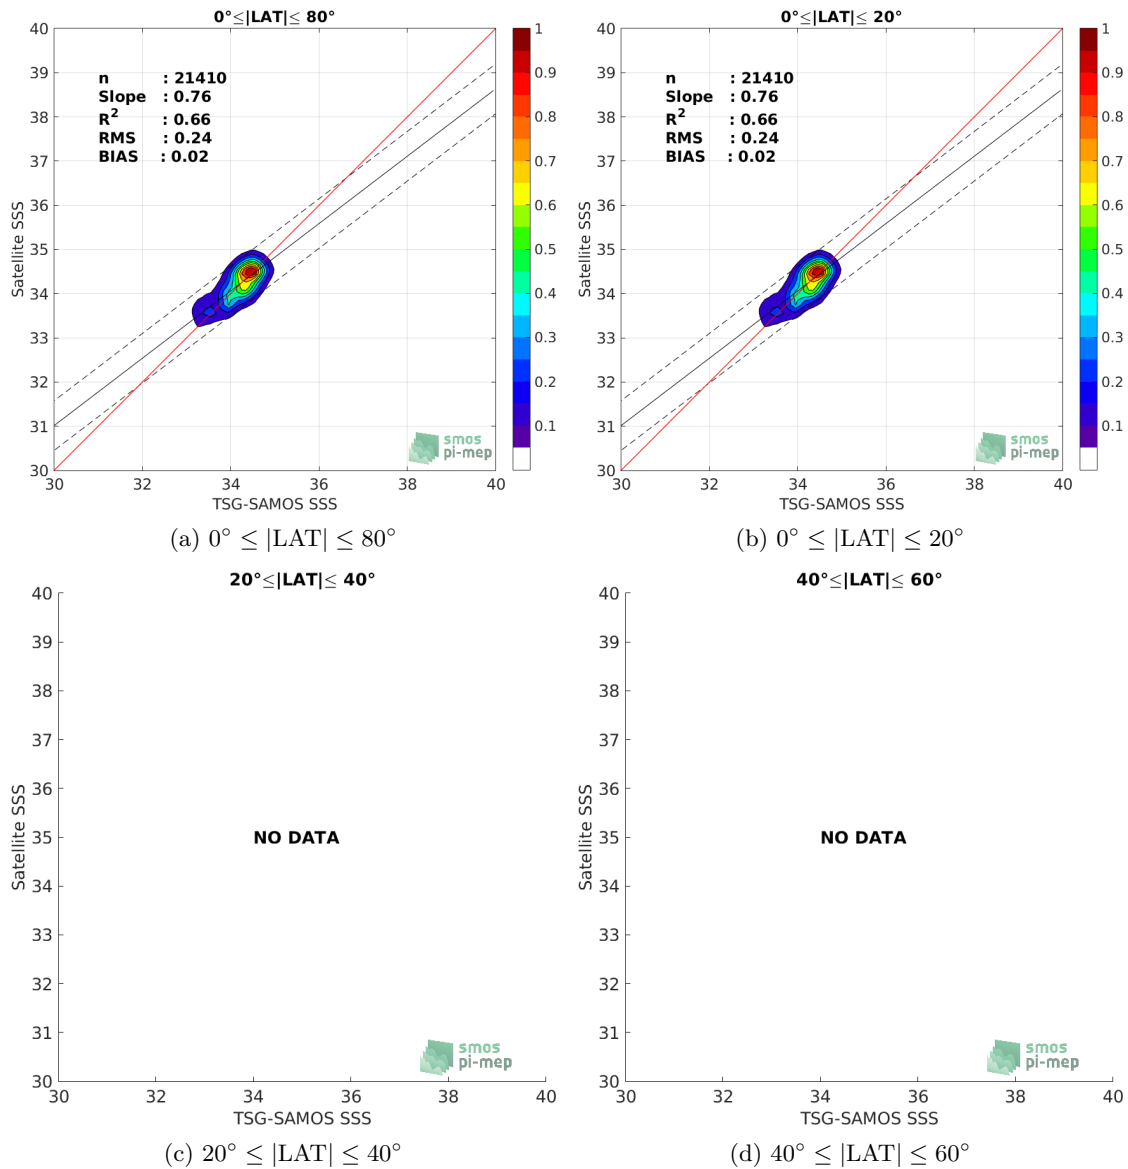 0°≤|LAT|≤ 80°
40
39
38
37
36
35
34
33
32
31
30
Satellite SSS
n : 21410
Slope : 0.76
R² : 0.66
RMS : 0.24
BIAS : 0.02
1
0.9
0.8
0.7
0.6
0.5
0.4
0.3
0.2
0.1
smos
pi-mep
30 32 34 36 38 40
TSG-SAMOS SSS
(a) 0° ≤ |LAT| ≤ 80°
0°≤|LAT|≤ 20°
40
39
38
37
36
35
34
33
32
31
30
Satellite SSS
n : 21410
Slope : 0.76
R² : 0.66
RMS : 0.24
BIAS : 0.02
1
0.9
0.8
0.7
0.6
0.5
0.4
0.3
0.2
0.1
smos
pi-mep
30 32 34 36 38 40
TSG-SAMOS SSS
(b) 0° ≤ |LAT| ≤ 20°
20°≤|LAT|≤ 40°
40
39
38
37
36
35
34
33
32
31
30
Satellite SSS
NO DATA
smos
pi-mep
30 32 34 36 38 40
TSG-SAMOS SSS
(c) 20° ≤ |LAT| ≤ 40°
40°≤|LAT|≤ 60°
40
39
38
37
36
35
34
33
32
31
30
Satellite SSS
NO DATA
smos
pi-mep
30 32 34 36 38 40
TSG-SAMOS SSS
(d) 40° ≤ |LAT| ≤ 60°